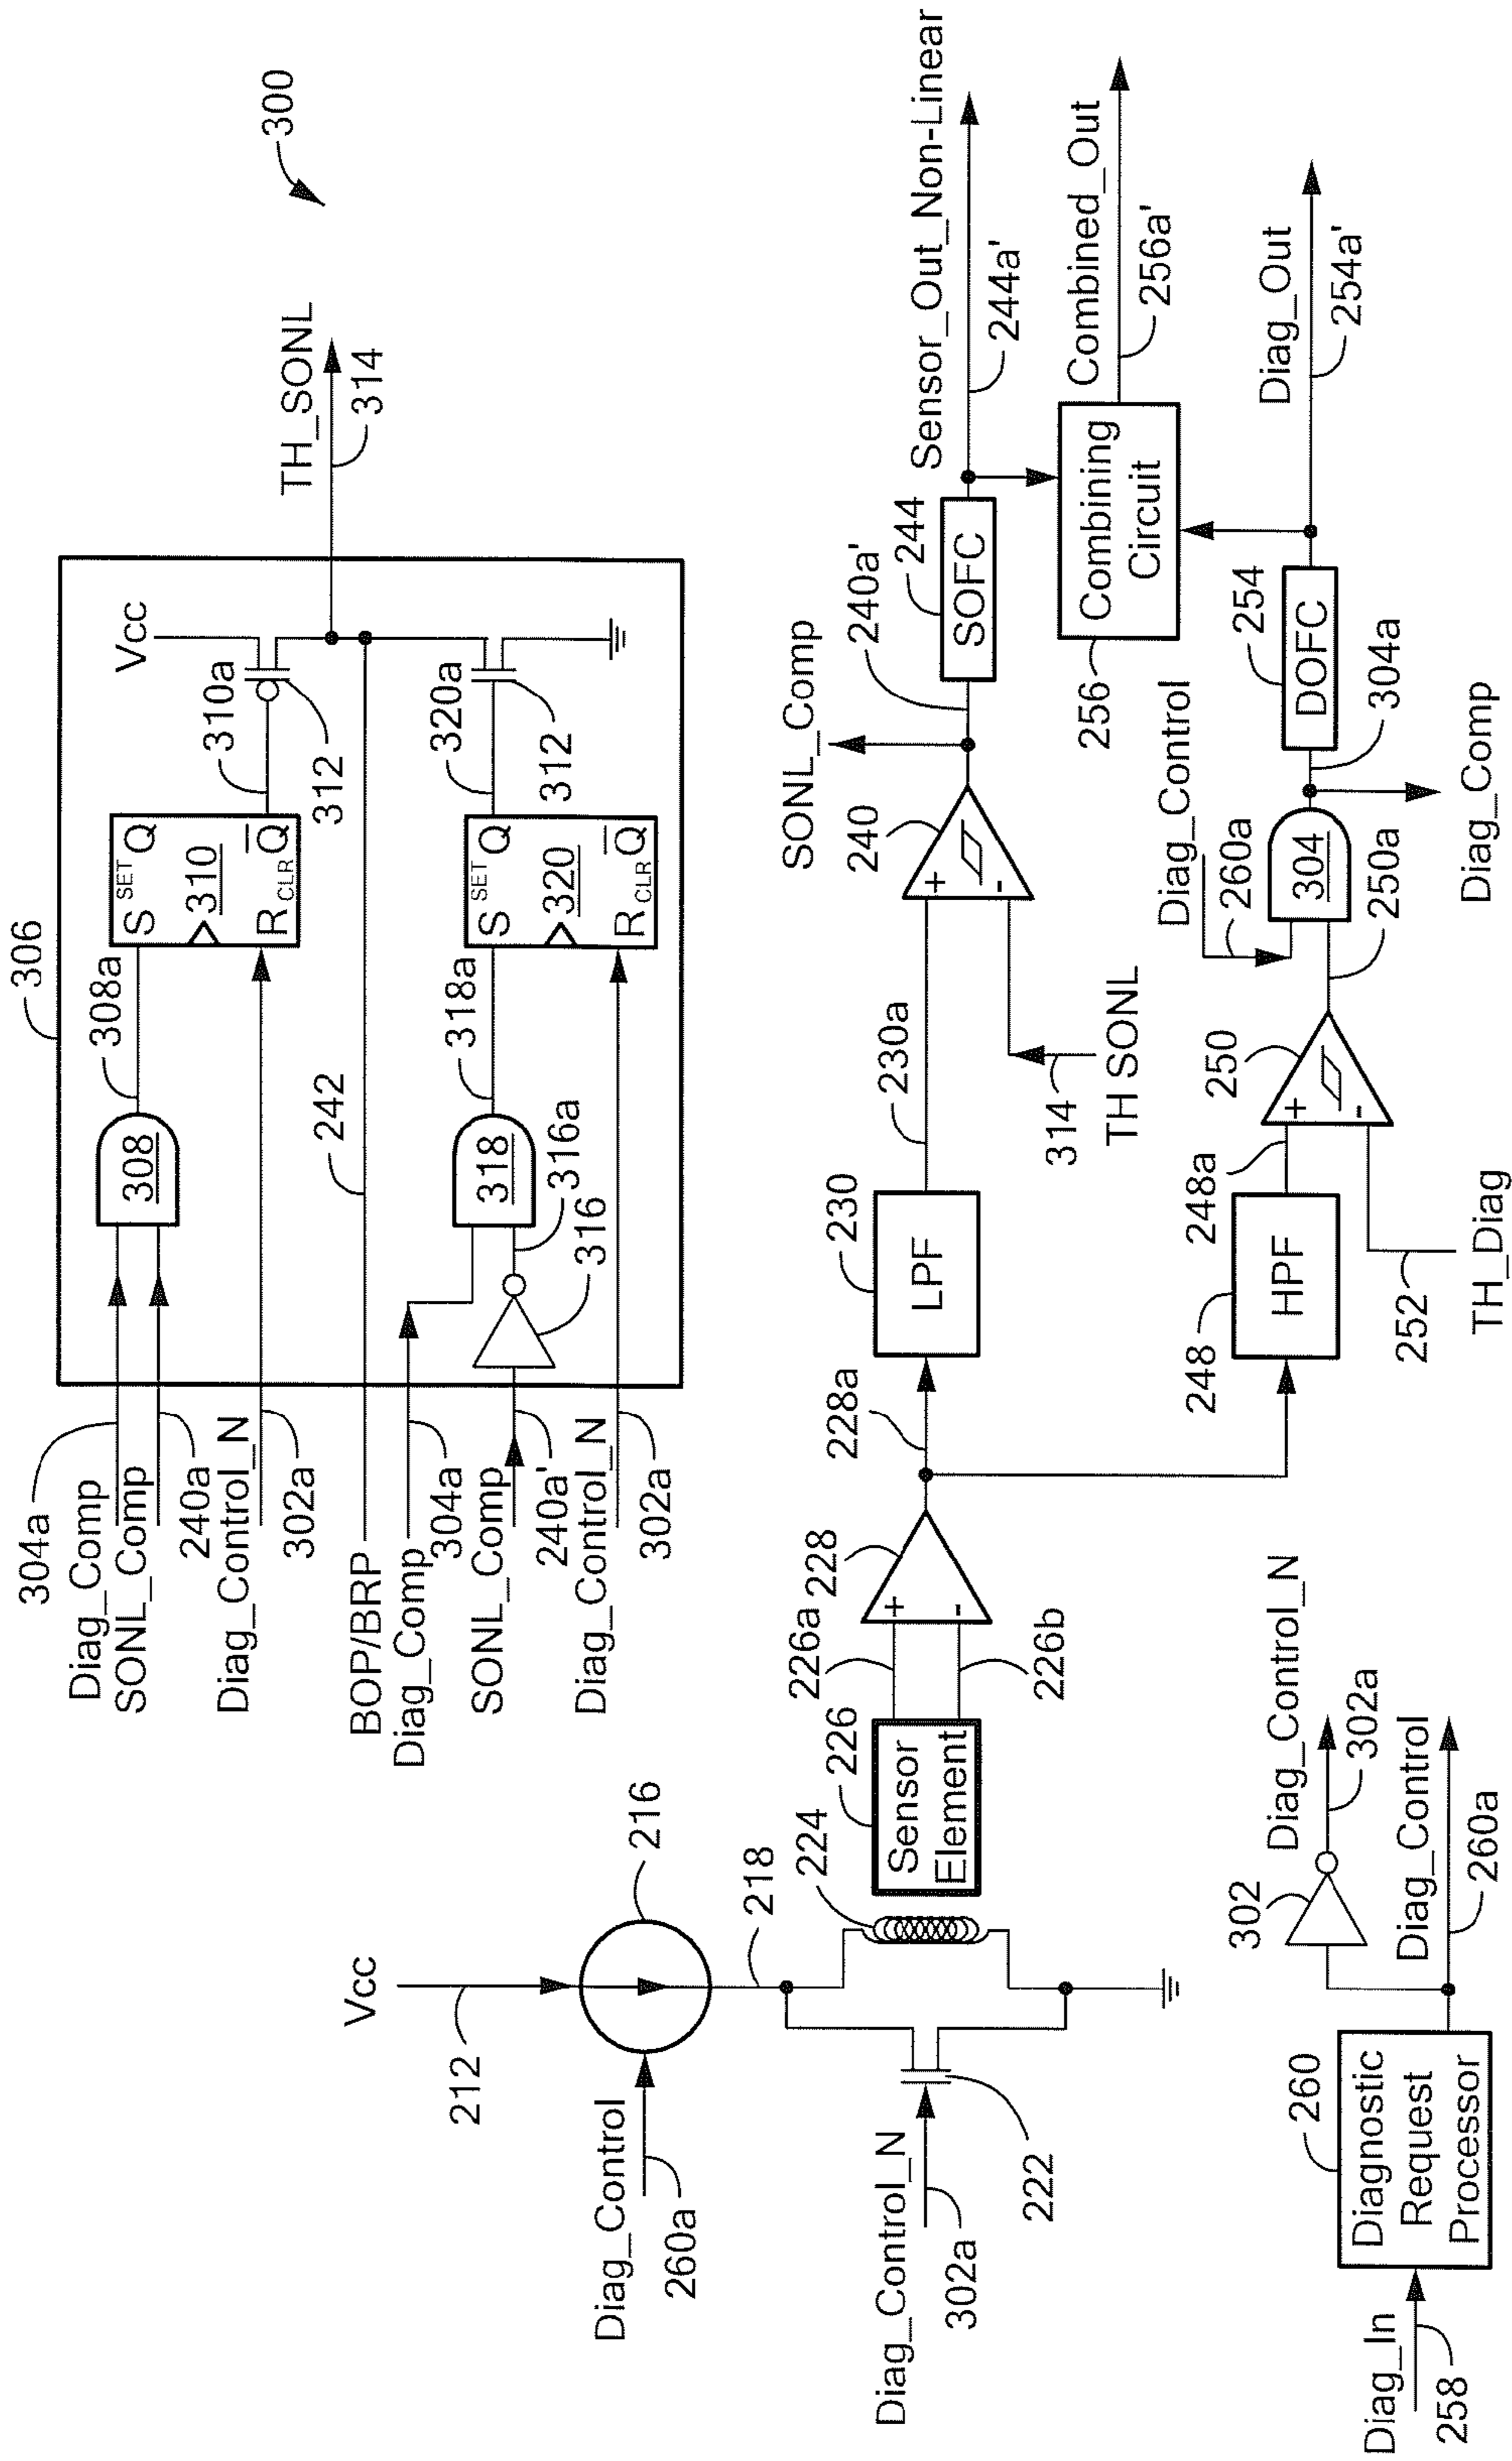 300
306
304a
Diag_Comp
SONL_Comp
240a
Diag_Control_N
302a
308
308a
S SET Q
310
R CLR Q
310a
Vcc
312
TH_SONL
314
BOP/BRP
242
Diag_Comp
304a
SONL_Comp
240a'
Diag_Control_N
302a
316
316a
318
318a
S SET Q
320
R CLR Q
320a
312
Vcc
212
216
Diag_Control
260a
218
224
Diag_Control_N
302a
222
Sensor
Element
226
226a
226b
+
-
228
228a
LPF
230
230a
314
TH SONL
+
-
240
SONL_Comp
240a'
SOFC
244
Sensor_Out_Non-Linear
244a'
Combining
Circuit
256
Combined_Out
256a'
HPF
248
248a
252
TH_Diag
+
-
250
250a
Diag_Control
260a
304
304a
Diag_Comp
DOFC
254
Diag_Out
254a'
Diag_In
258
Diagnostic
Request
Processor
260
302
Diag_Control_N
302a
Diag_Control
260a